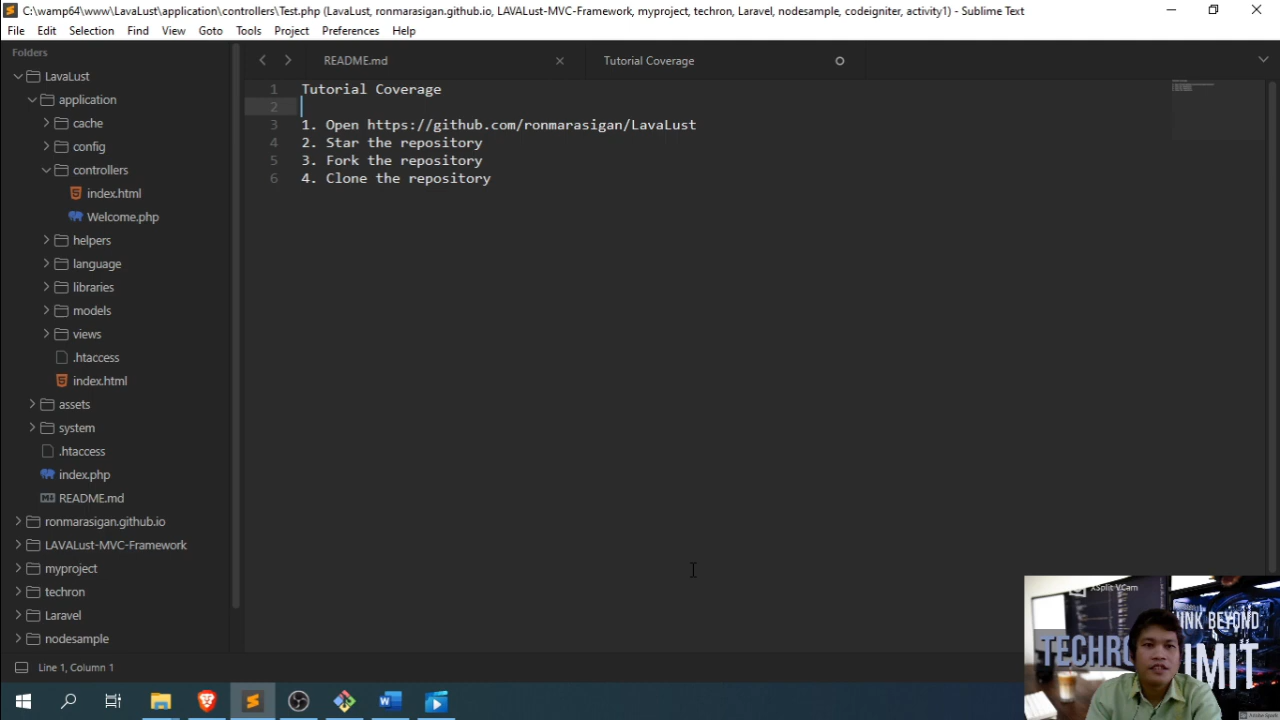 C:\wamp64\www\LavaLust\application\controllers\Test.php (LavaLust, ronmarasigan.github.io, LAVALust-MVC-Framework, myproject, techron, Laravel, nodesample, codeigniter, activity1) - Sublime Text
File Edit Selection Find View Goto Tools Project Preferences Help
Folders
LavaLust
application
cache
config
controllers
index.html
Welcome.php
helpers
language
libraries
models
views
.htaccess
index.html
assets
system
.htaccess
index.php
README.md
ronmarasigan.github.io
LAVALust-MVC-Framework
myproject
techron
Laravel
nodesample
README.md
Tutorial Coverage
1 Tutorial Coverage
2
3 1. Open https://github.com/ronmarasigan/LavaLust
4 2. Star the repository
5 3. Fork the repository
6 4. Clone the repository
Line 1, Column 1
XSplit VCam
BEYOND
TECHRO